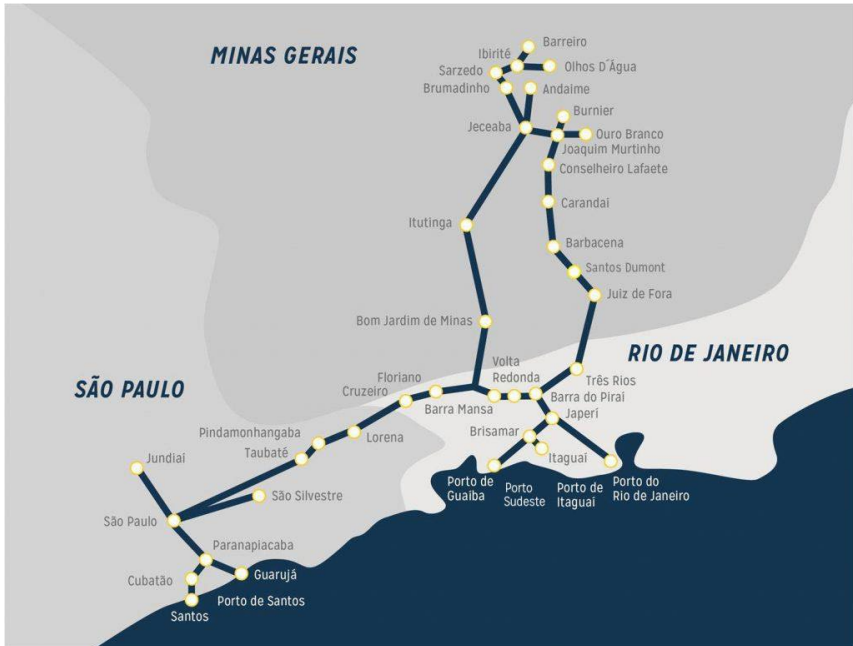 MINAS GERAIS
Barreiro
Ibirité
Olhos D´Água
Sarzedo
Brumadinho
Andaime
Burnier
Jeceaba
Ouro Branco
Joaquim Murtinho
Conselheiro Lafaete
Carandai
Itutinga
Barbacena
Santos Dumont
Juiz de Fora
Bom Jardim de Minas
RIO DE JANEIRO
Volta
Redonda
Três Rios
SÃO PAULO
Floriano
Cruzeiro
Barra Mansa
Barra do Pirai
Japeri
Pindamonhangaba
Lorena
Brisamar
Taubaté
Itaguaí
Jundiaí
Porto de
Guaíba
Porto
Sudeste
Porto de
Itaguaí
Porto do
Rio de Janeiro
São Silvestre
São Paulo
Paranapiacaba
Cubatão
Guarujá
Porto de Santos
Santos